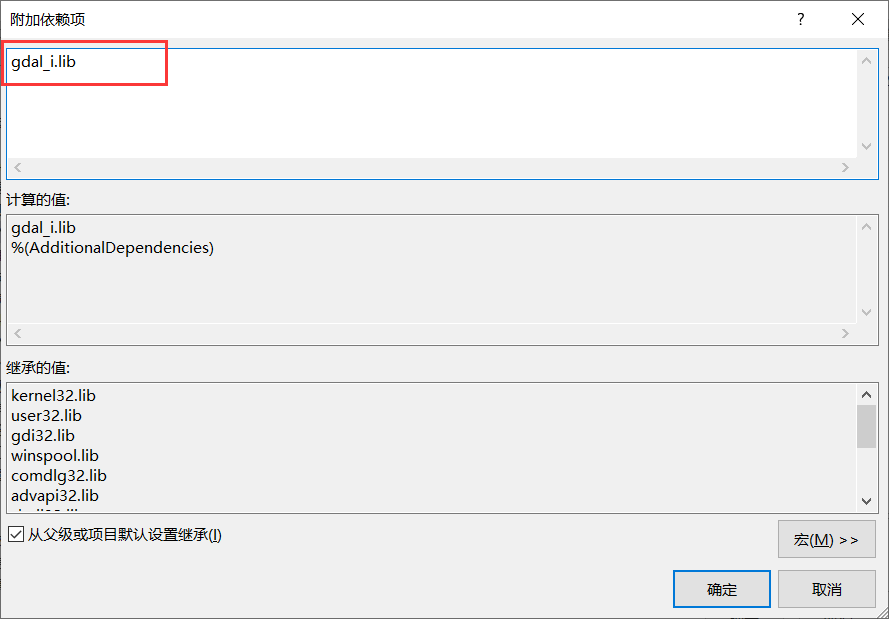 附加依赖项
?
gdal_i.lib
计算的值:
gdal_i.lib
%(AdditionalDependencies)
继承的值:
kernel32.lib
user32.lib
gdi32.lib
winspool.lib
comdlg32.lib
advapi32.lib
从父级或项目默认设置继承(I)
宏(M) >>
确定
取消